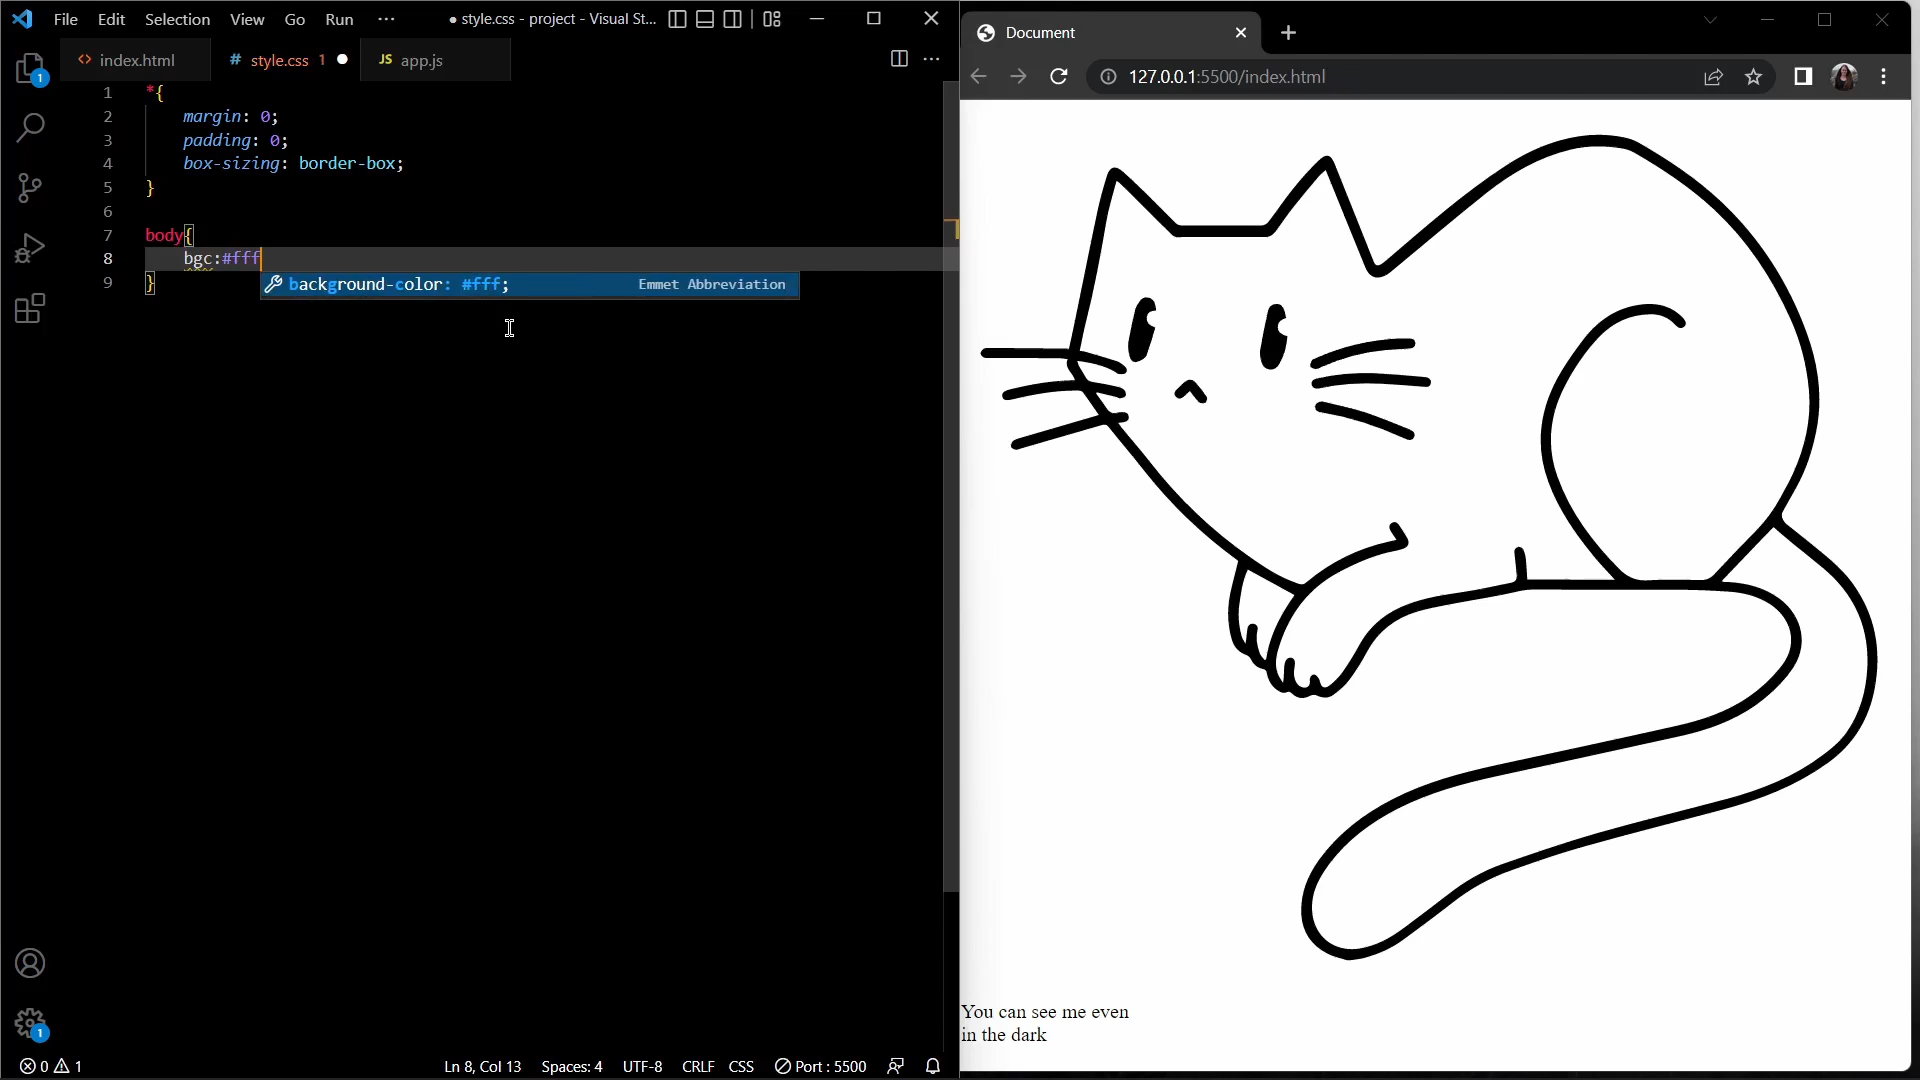 File Edit Selection View Go Run ··· ● style.css - project - Visual St...
index.html # style.css 1 ● JS app.js
1 *{
2 margin: 0;
3 padding: 0;
4 box-sizing: border-box;
5 }
6
7 body{
8 bgc:#fff
background-color: #fff; Emmet Abbreviation
9 }
1
1
0 1 Ln 8, Col 13 Spaces: 4 UTF-8 CRLF CSS Port : 5500
Document
127.0.0.1:5500/index.html
You can see me even
in the dark